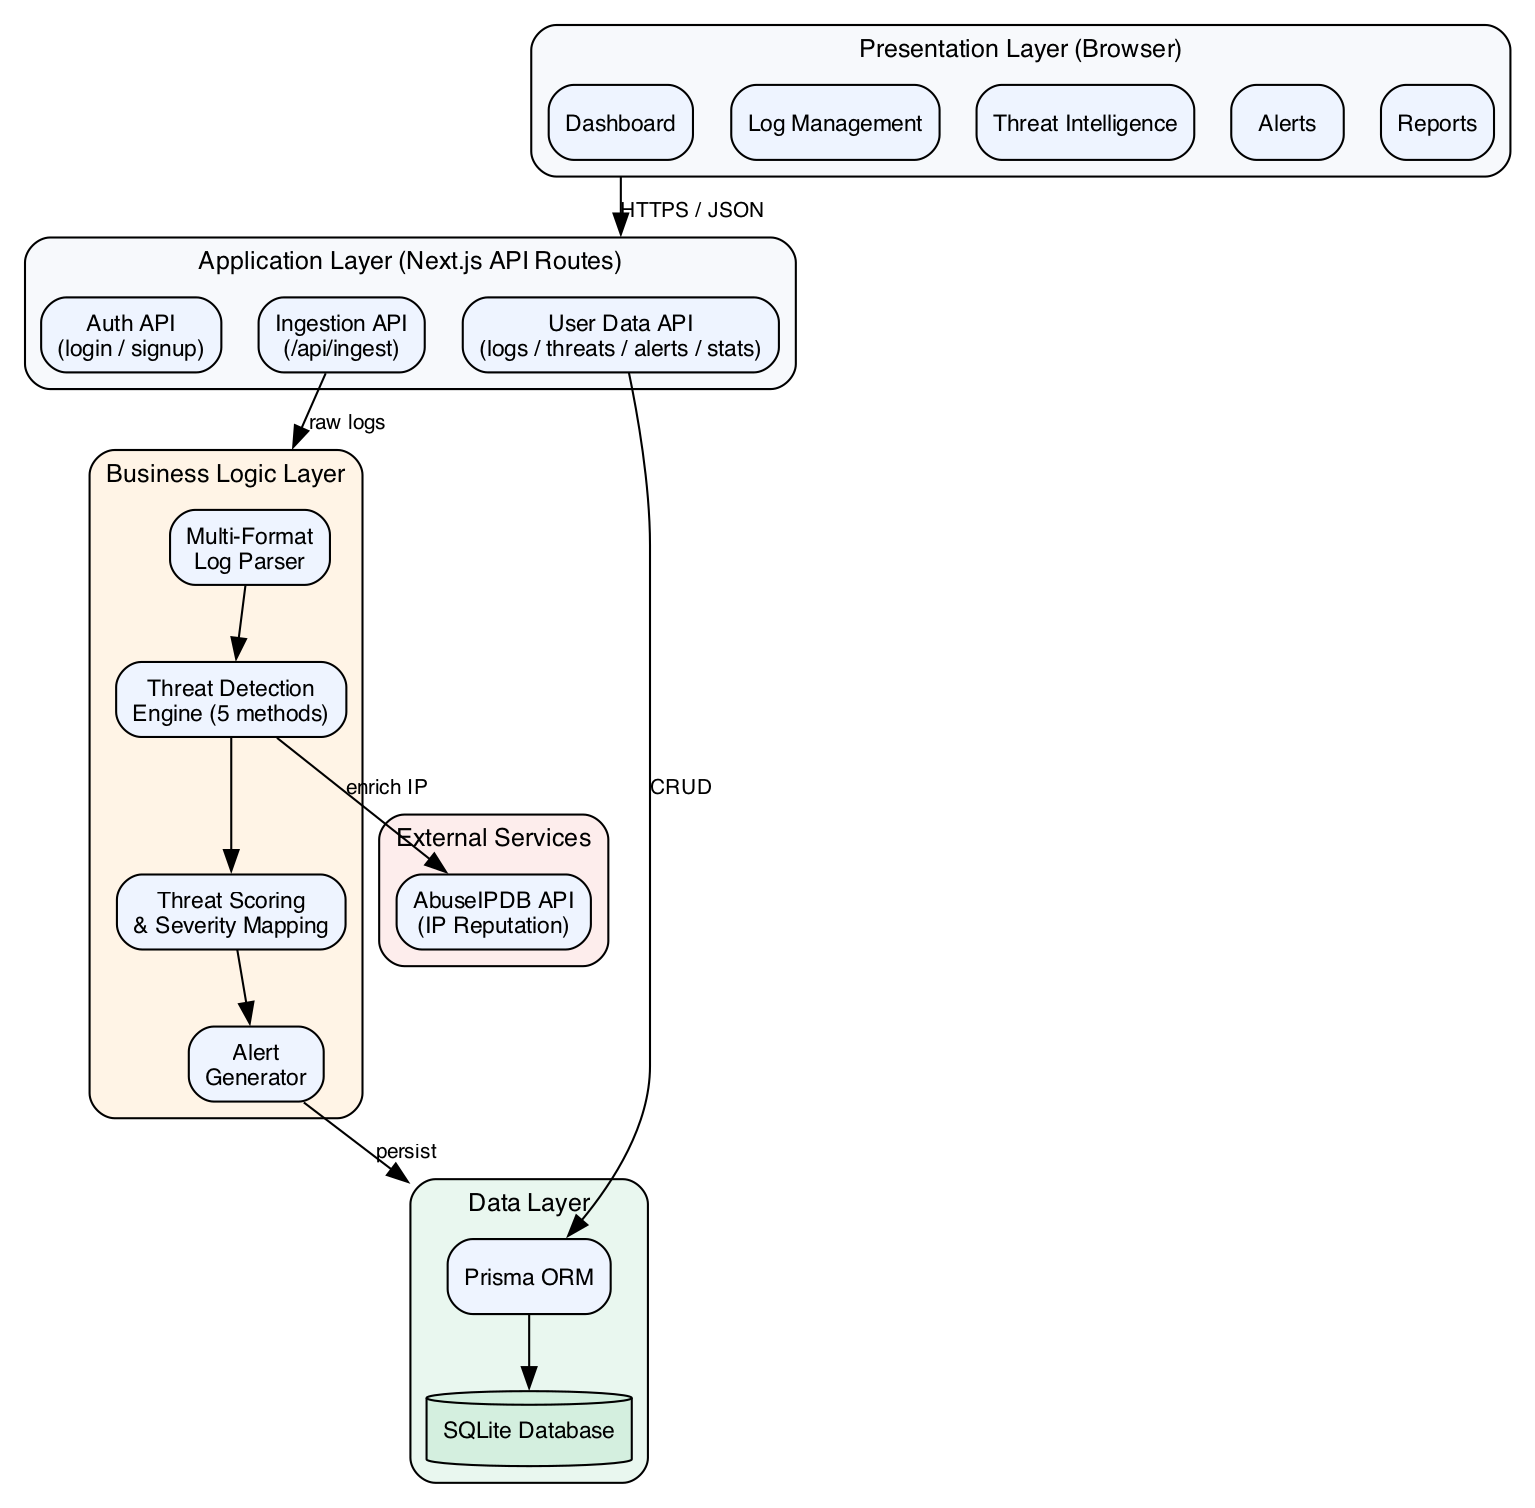 Presentation Layer (Browser)
Dashboard
Log Management
Threat Intelligence
Alerts
Reports
HTTPS / JSON
Application Layer (Next.js API Routes)
Auth API
(login / signup)
Ingestion API
(/api/ingest)
User Data API
(logs / threats / alerts / stats)
raw logs
Business Logic Layer
Multi-Format
Log Parser
Threat Detection
Engine (5 methods)
enrich IP
CRUD
External Services
AbuseIPDB API
(IP Reputation)
Threat Scoring
& Severity Mapping
Alert
Generator
persist
Data Layer
Prisma ORM
SQLite Database